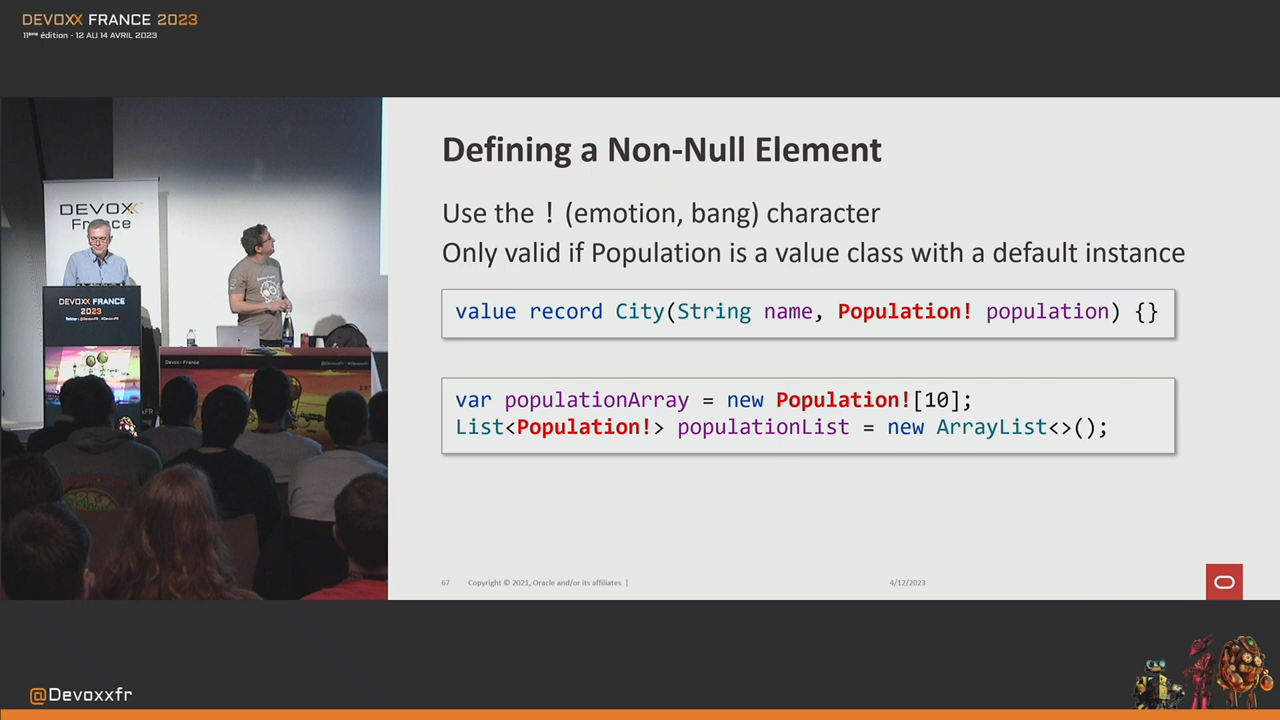 DEVOXX FRANCE 2023
11ème édition - 12 AU 14 AVRIL 2023
DEVOXX
France
DEVOXX FRANCE
2023
Devoxx France
Defining a Non-Null Element
Use the ! (emotion, bang) character
Only valid if Population is a value class with a default instance
value record City(String name, Population! population) {}
var populationArray = new Population![10];
List<Population!> populationList = new ArrayList<>();
67 Copyright © 2021, Oracle and/or its affiliates |
4/12/2023
@Devoxxfr